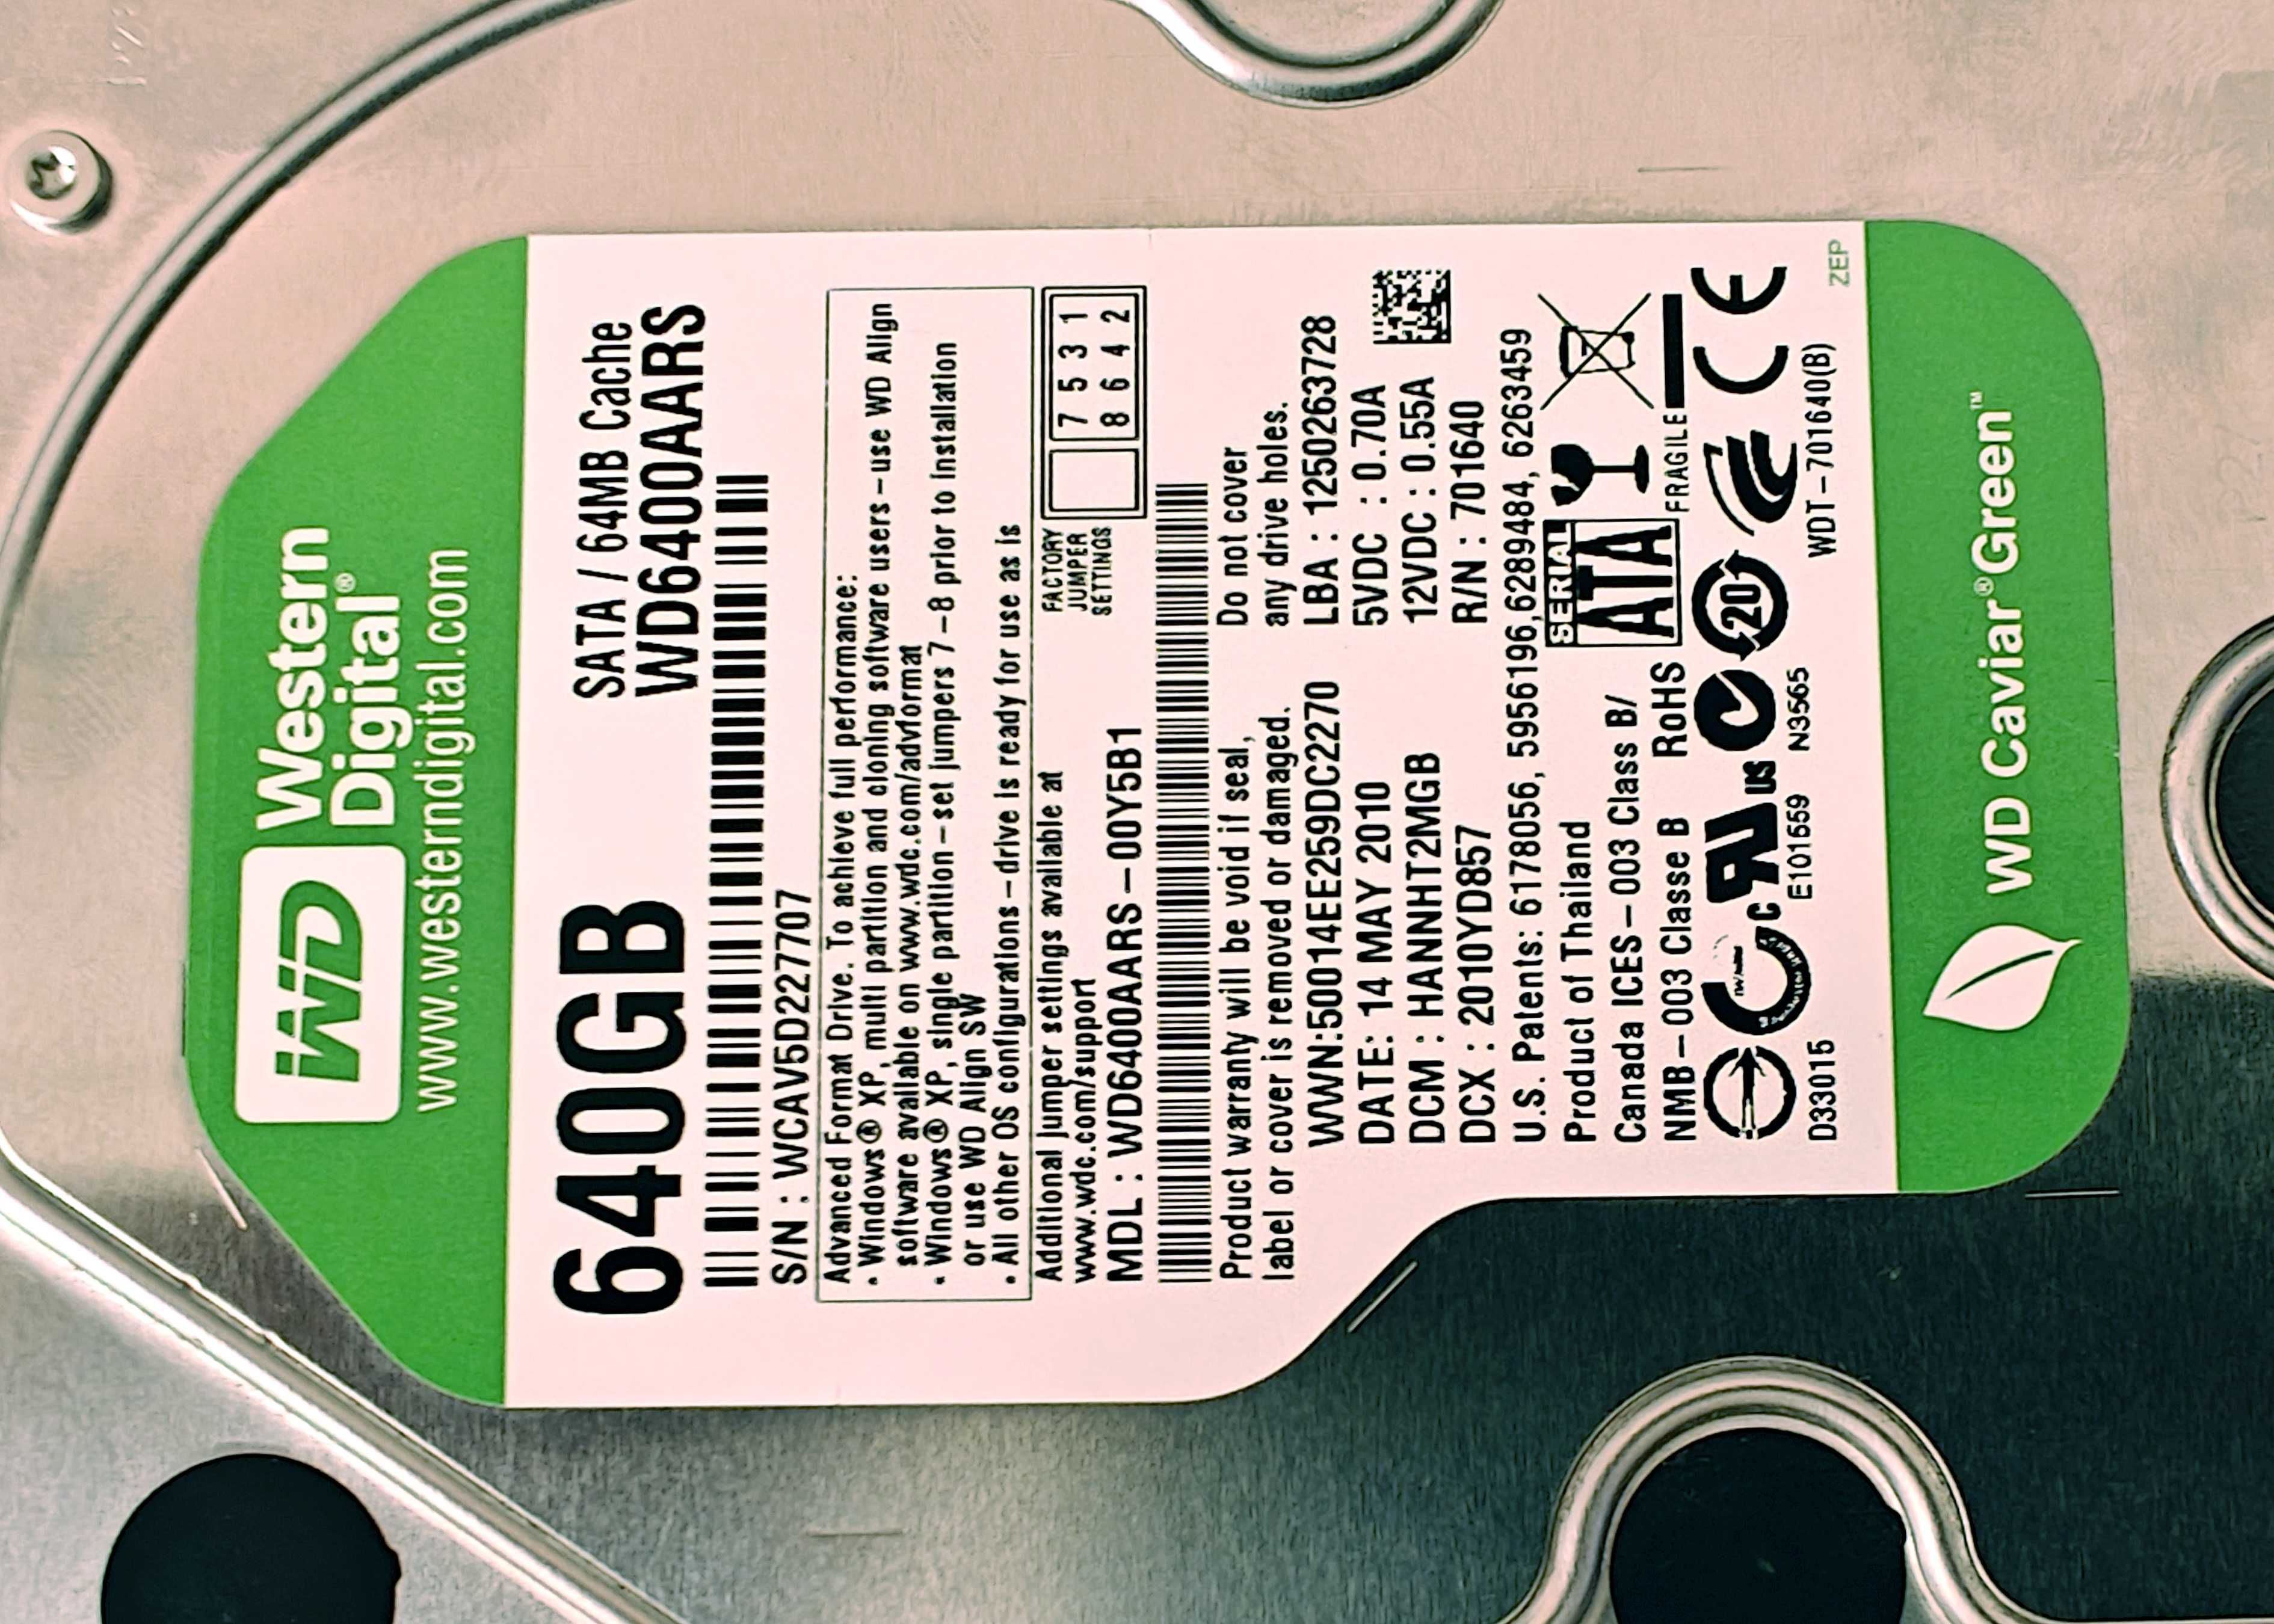 WD Western
Digital®
www.westerndigital.com
640GB
SATA / 64MB Cache
WD6400AARS
S/N : WCAV5D227707
Advanced Format Drive. To achieve full performance:
• Windows® XP, multi partition and cloning software users – use WD Align
software available on www.wdc.com/advformat
• Windows® XP, single partition – set jumpers 7 – 8 prior to installation
or use WD Align SW
• All other OS configurations – drive is ready for use as is
Additional jumper settings available at
www.wdc.com/support
FACTORY
JUMPER
SETTINGS
7 5 3 1
8 6 4 2
MDL : WD6400AARS – 00Y5B1
Product warranty will be void if seal,
label or cover is removed or damaged.
Do not cover
any drive holes.
WWN:50014EE259DC2270
LBA : 1250263728
DATE: 14 MAY 2010
5VDC : 0.70A
DCM : HANNHT2MGB
12VDC : 0.55A
DCX : 2010YD857
R/N : 701640
U.S. Patents: 6178056, 5956196,6289484, 6263459
Product of Thailand
Canada ICES – 003 Class B/
NMB – 003 Classe B RoHS
SERIAL
ATA
FRAGILE
c RU US
20
CE
D33015
E101559
N3565
WDT – 701640(B)
ZEP
WD Caviar® Green™